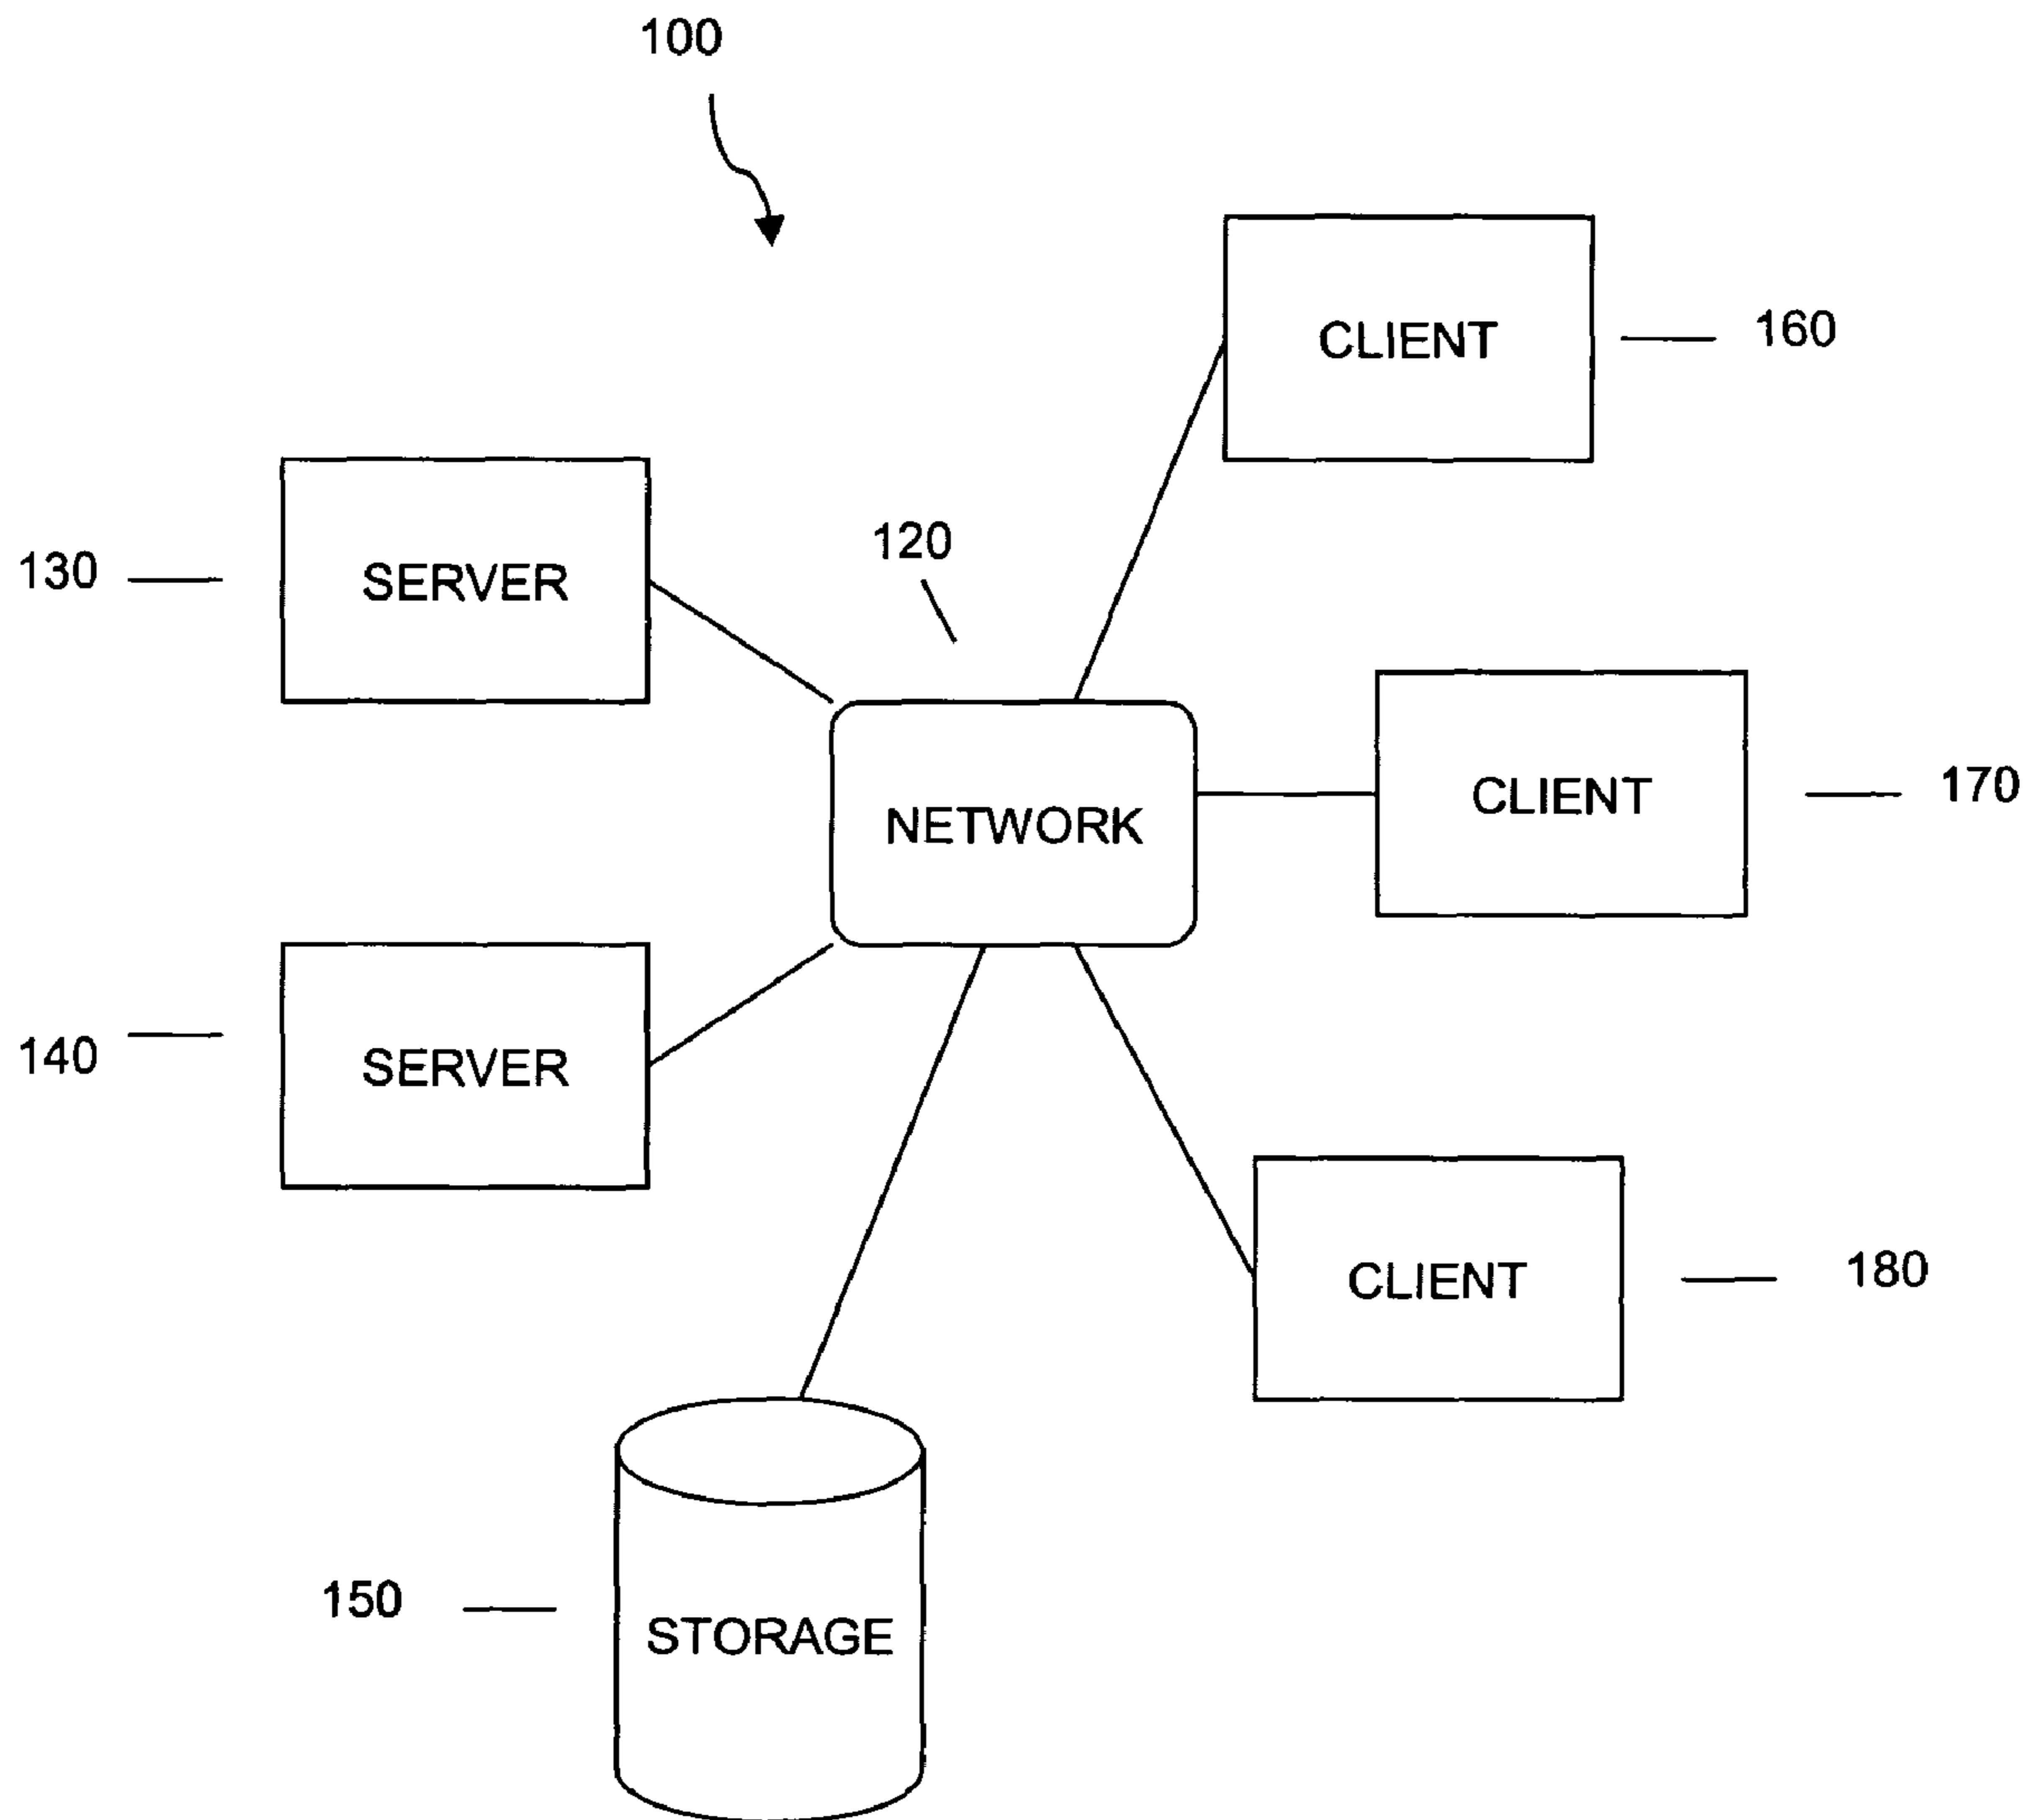 100
CLIENT
160
120
130
SERVER
NETWORK
CLIENT
170
140
SERVER
CLIENT
180
150
STORAGE